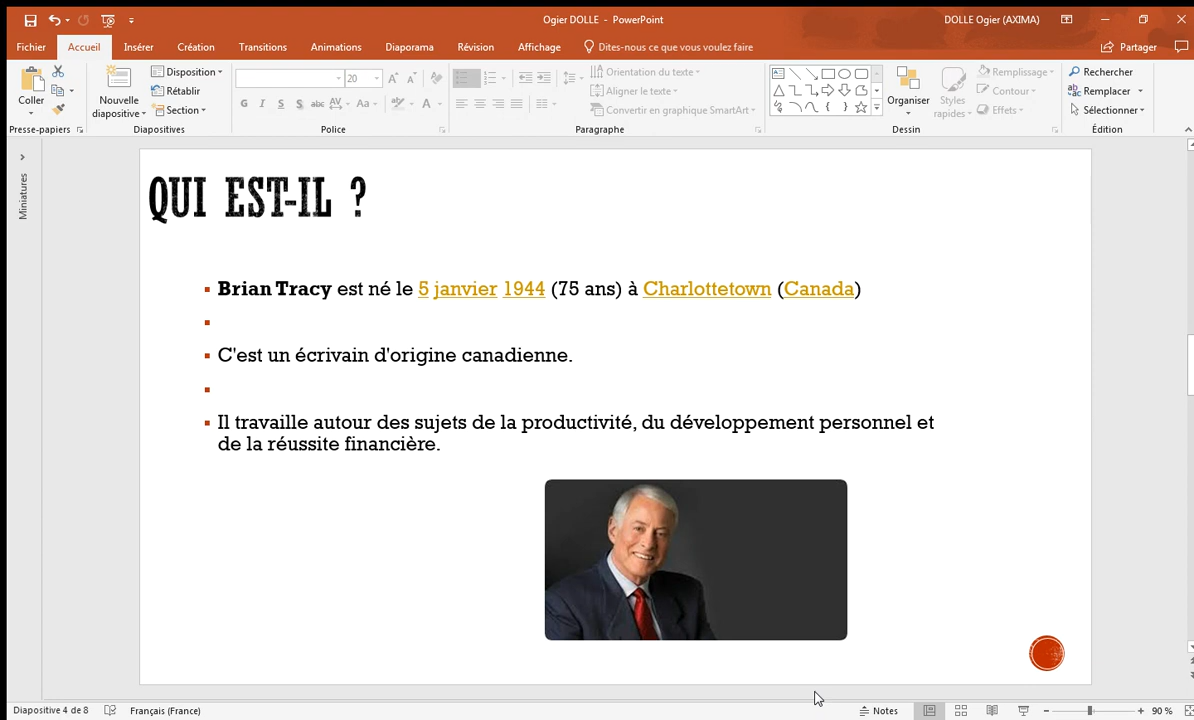 Ogier DOLLE - PowerPoint
DOLLE Ogier (AXIMA)
Fichier Accueil Insérer Création Transitions Animations Diaporama Révision Affichage Dites-nous ce que vous voulez faire Partager
Coller
Presse-papiers
Nouvelle
diapositive
Disposition
Rétablir
Section
Diapositives
20
G I S S abc AV Aa A
Police
Orientation du texte
Aligner le texte
Convertir en graphique SmartArt
Paragraphe
Organiser
Styles
rapides
Remplissage
Contour
Effets
Dessin
Rechercher
Remplacer
Sélectionner
Édition
Miniatures
QUI EST-IL ?
Brian Tracy est né le 5 janvier 1944 (75 ans) à Charlottetown (Canada)
C'est un écrivain d'origine canadienne.
Il travaille autour des sujets de la productivité, du développement personnel et
de la réussite financière.
Diapositive 4 de 8 Français (France) Notes 90 %